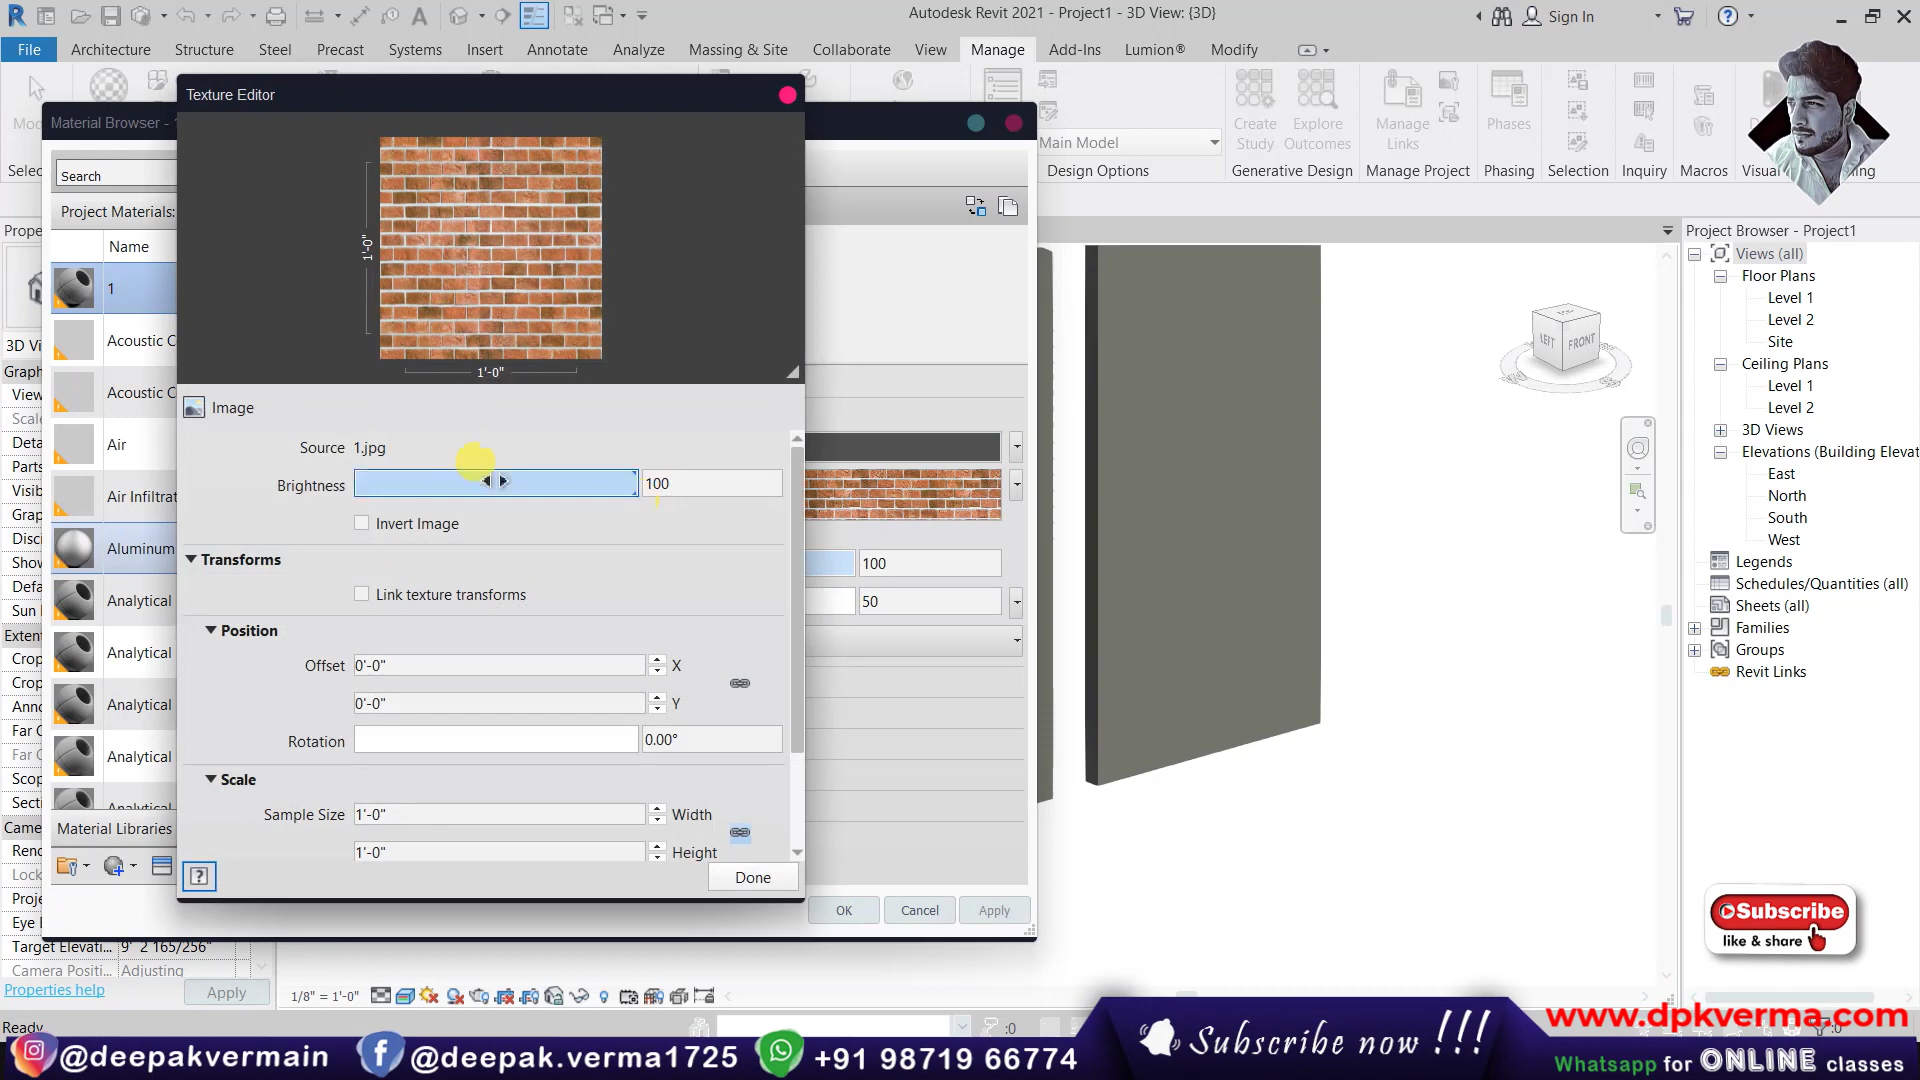 Autodesk Revit 2021 - Project1 - 3D View: {3D}
Sign In
File Architecture Structure Steel Precast Systems Insert Annotate Analyze Massing & Site Collaborate View Manage Add-Ins Lumion® Modify
Create Study
Explore Outcomes
Manage Links
Phases
Main Model
Design Options
Generative Design
Manage Project
Phasing
Selection
Inquiry
Macros
Texture Editor
Material Browser -
Search
Project Materials:
Name
1
Acoustic C
Acoustic C
Air
Air Infiltrat
Aluminum
Analytical
Analytical
Analytical
Analytical
Analytical
Material Libraries
1'-0"
1'-0"
Image
Source 1.jpg
Brightness 100
Invert Image
Transforms
Link texture transforms
Position
Offset 0'-0" X
0'-0" Y
Rotation 0.00°
Scale
Sample Size 1'-0" Width
1'-0" Height
? Done
100
50
OK Cancel Apply
LEFT FRONT
Project Browser - Project1
Views (all)
Floor Plans
Level 1
Level 2
Site
Ceiling Plans
Level 1
Level 2
3D Views
Elevations (Building Elevat
East
North
South
West
Legends
Schedules/Quantities (all)
Sheets (all)
Families
Groups
Revit Links
Target Elevati... 9' 2 165/256"
Camera Positi... Adjusting
Properties help Apply
1/8" = 1'-0"
Ready
:0
:0
Subscribe
like & share
@deepakvermain
@deepak.verma1725
+91 98719 66774
Subscribe now !!!
www.dpkverma.com
Whatsapp for ONLINE classes